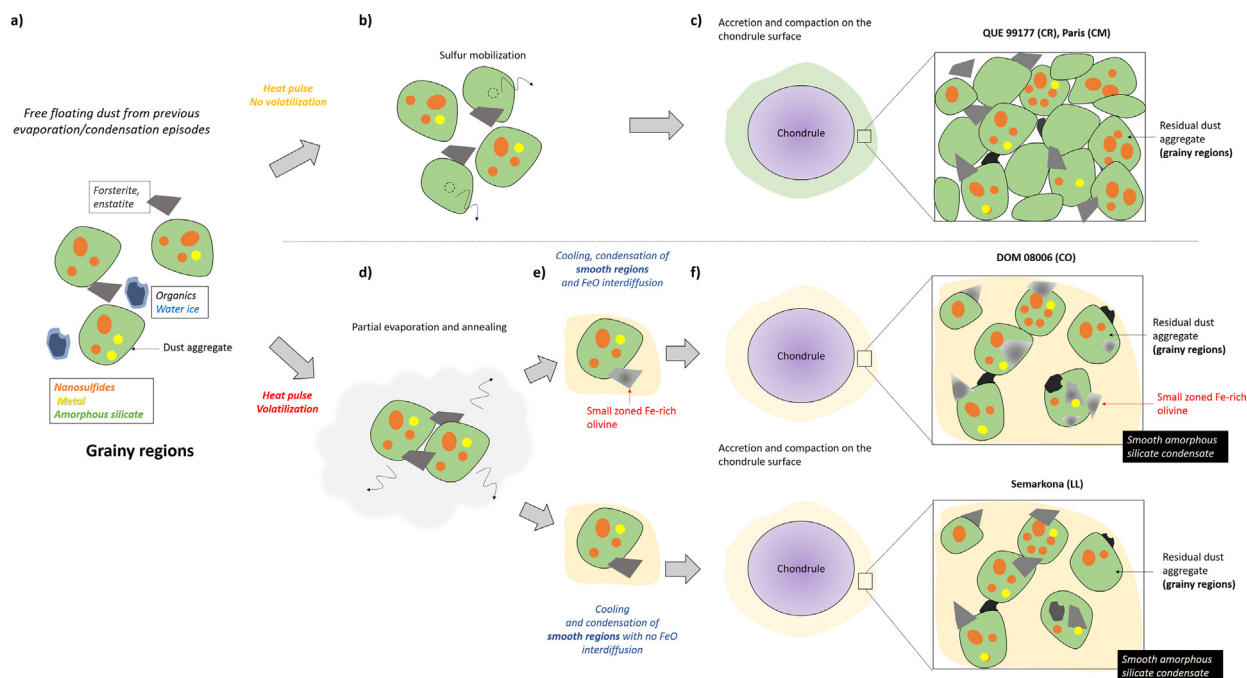 a)
Free floating dust from previous
evaporation/condensation episodes
Forsterite,
enstatite
Organics
Water ice
Dust aggregate
Nanosulfides
Metal
Amorphous silicate
Grainy regions
Heat pulse
No volatilization
Heat pulse
Volatilization
b)
Sulfur mobilization
c)
Accretion and compaction on the
chondrule surface
Chondrule
QUE 99177 (CR), Paris (CM)
Residual dust
aggregate
(grainy regions)
d)
Partial evaporation and annealing
e)
Cooling, condensation of
smooth regions
and FeO interdiffusion
Small zoned Fe-rich
olivine
Cooling
and condensation of
smooth regions with no FeO
interdiffusion
f)
Chondrule
Accretion and compaction on the
chondrule surface
Chondrule
DOM 08006 (CO)
Residual dust
aggregate
(grainy regions)
Small zoned Fe-rich
olivine
Smooth amorphous
silicate condensate
Semarkona (LL)
Residual dust
aggregate
(grainy regions)
Smooth amorphous
silicate condensate